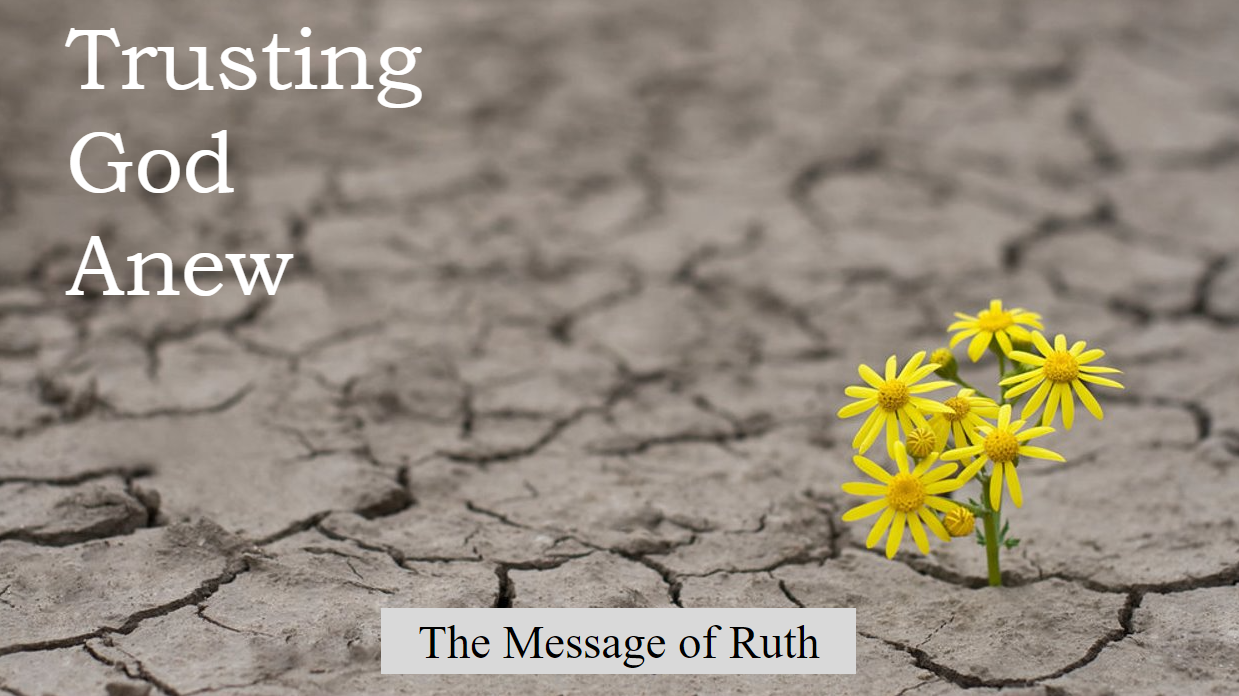 Trusting
God
Anew
The Message of Ruth